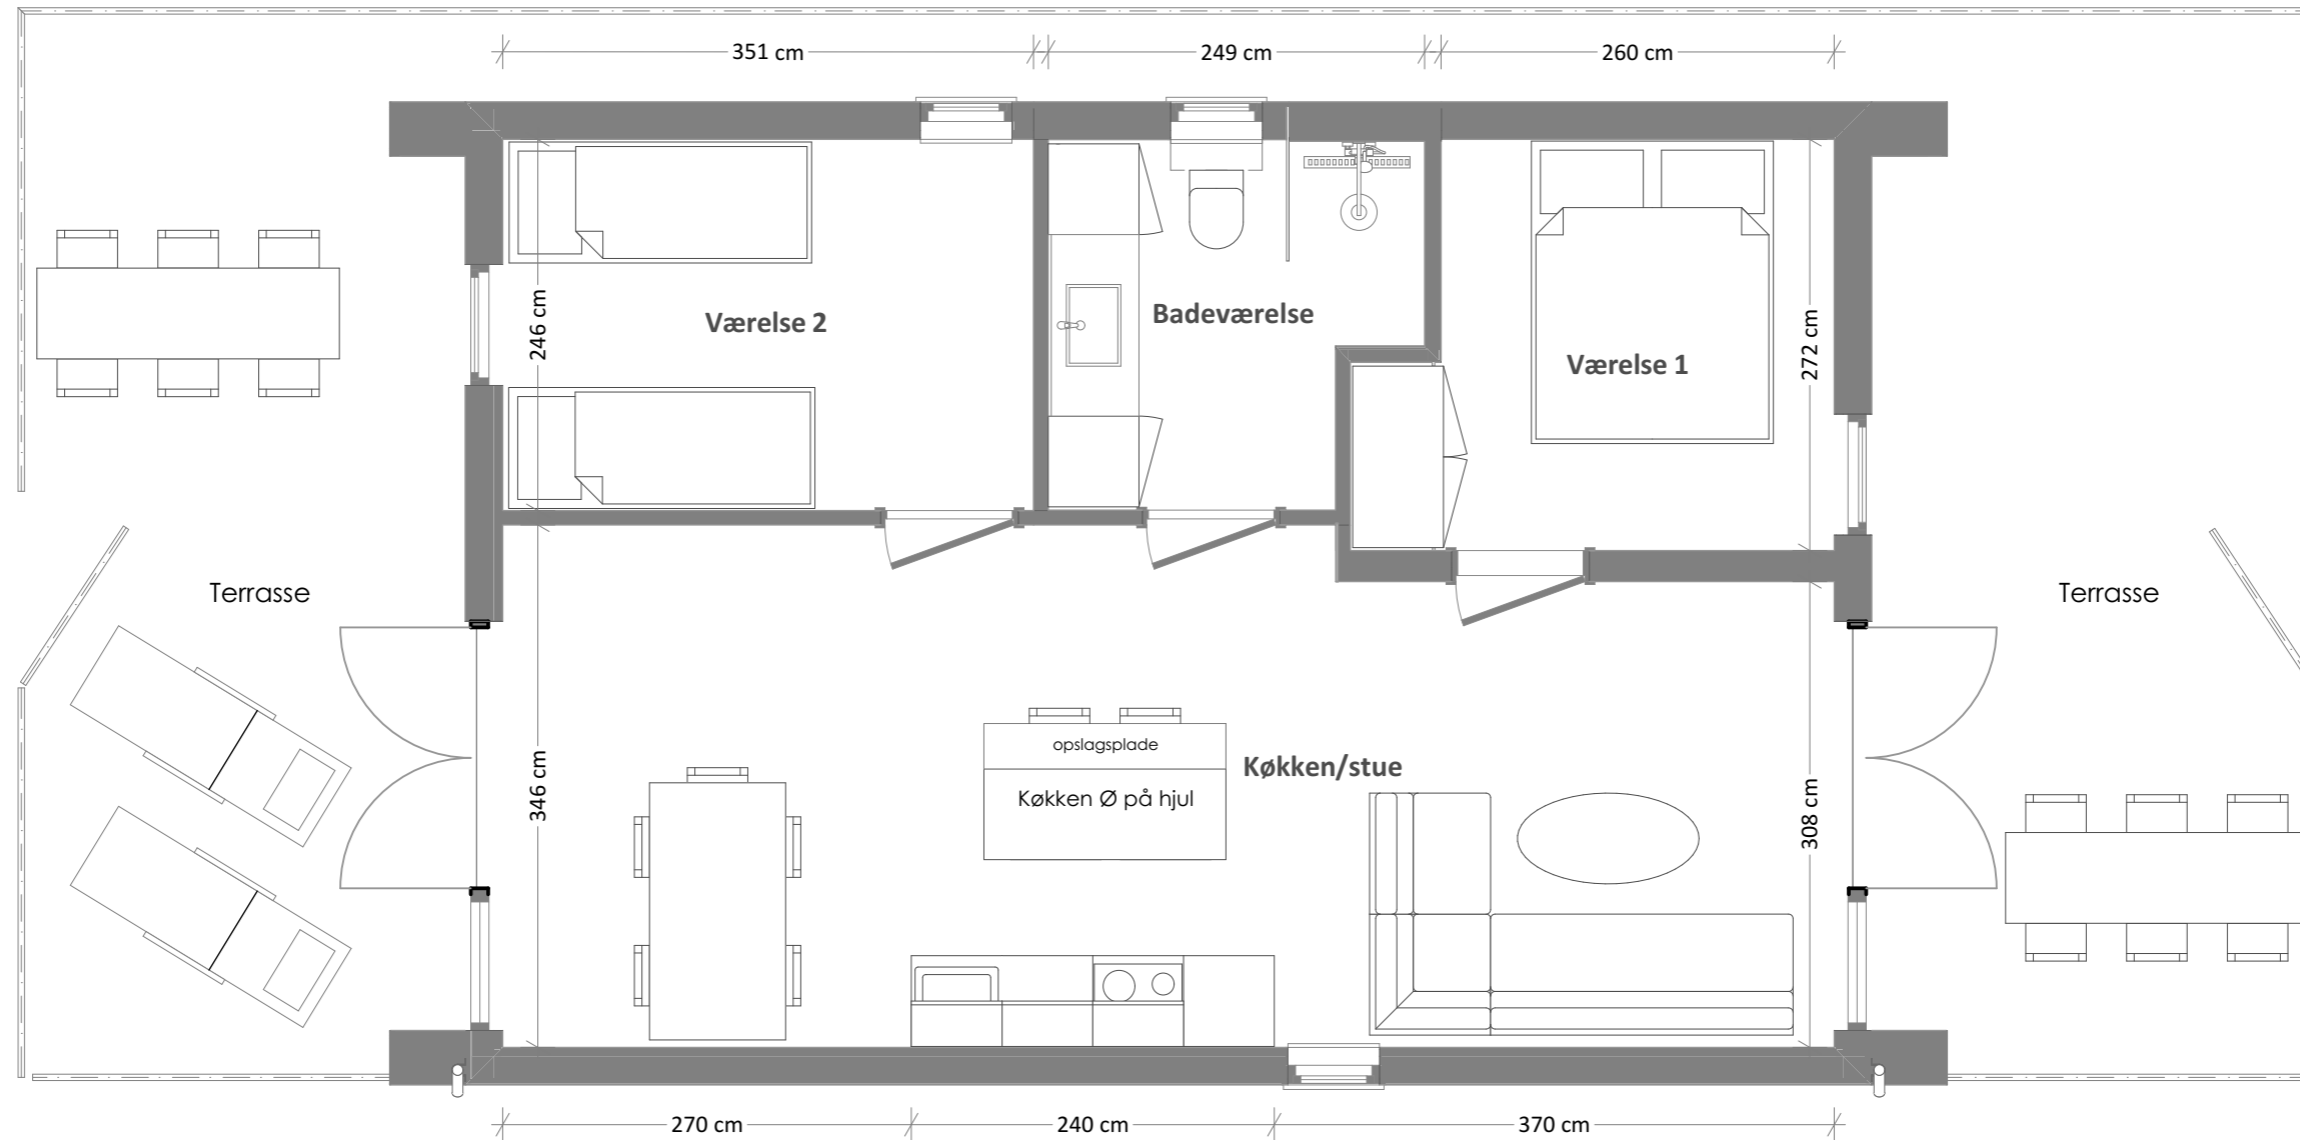 351 cm
249 cm
260 cm
Værelse 2
Badeværelse
Værelse 1
246 cm
272 cm
Terrasse
Terrasse
opslagsplade
Køkken Ø på hjul
Køkken/stue
346 cm
308 cm
270 cm
240 cm
370 cm